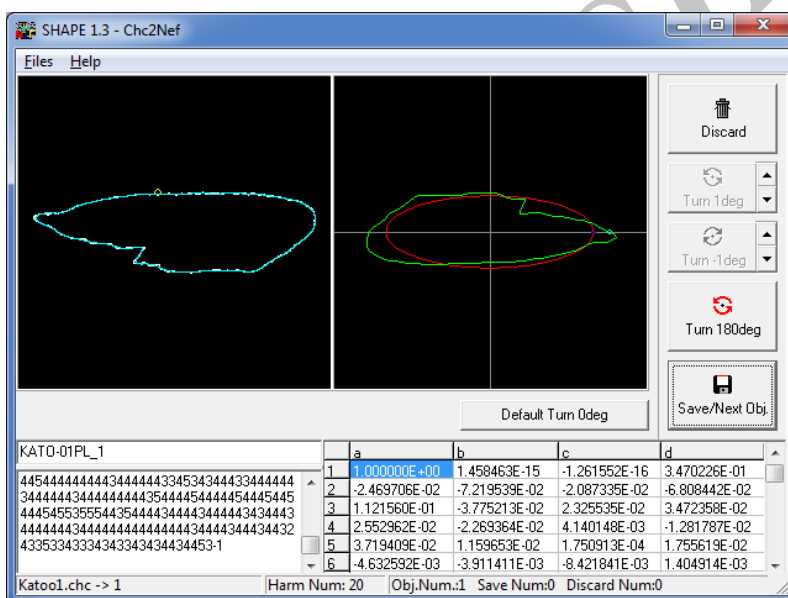 SHAPE 1.3 - Chc2Nef
Files Help
Discard
Turn 1deg
Turn -1deg
Turn 180deg
Save/Next Obj.
Default Turn 0deg
KATO-01PL_1
44544444444434444443345343444334444444
3444444344444444435444454444454445445
4445455355544354444344443444443434443
4444444344444444444444434444344434432
43353343334343343434434453-1
a b c d
1 1.000000E+00 1.458463E-15 -1.261552E-16 3.470226E-01
2 -2.469706E-02 -7.219539E-02 -2.087335E-02 -6.808442E-02
3 1.121560E-01 -3.775213E-02 2.325535E-02 3.472358E-02
4 2.552962E-02 -2.269364E-02 4.140148E-03 -1.281787E-02
5 3.719409E-02 1.159653E-02 1.750913E-04 1.755619E-02
6 -4.632592E-03 -3.911411E-03 -8.421841E-03 1.404914E-03
Katoo1.chc -> 1 Harm Num: 20 Obj.Num.:1 Save Num:0 Discard Num:0